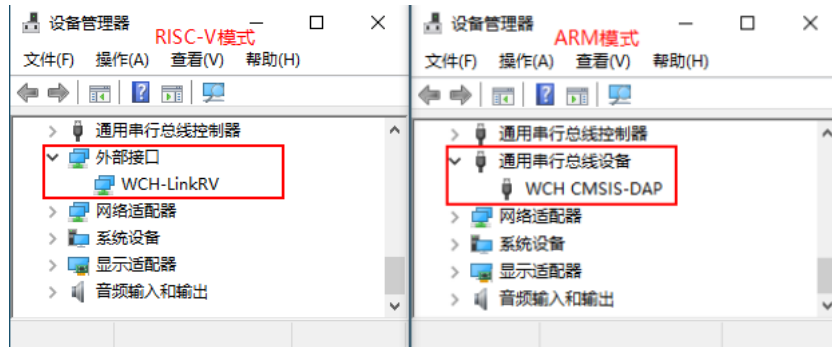 设备管理器
RISC-V模式
文件(F) 操作(A) 查看(V) 帮助(H)
通用串行总线控制器
外部接口
WCH-LinkRV
网络适配器
系统设备
显示适配器
音频输入和输出
设备管理器
ARM模式
文件(F) 操作(A) 查看(V) 帮助(H)
通用串行总线控制器
通用串行总线设备
WCH CMSIS-DAP
网络适配器
系统设备
显示适配器
音频输入和输出